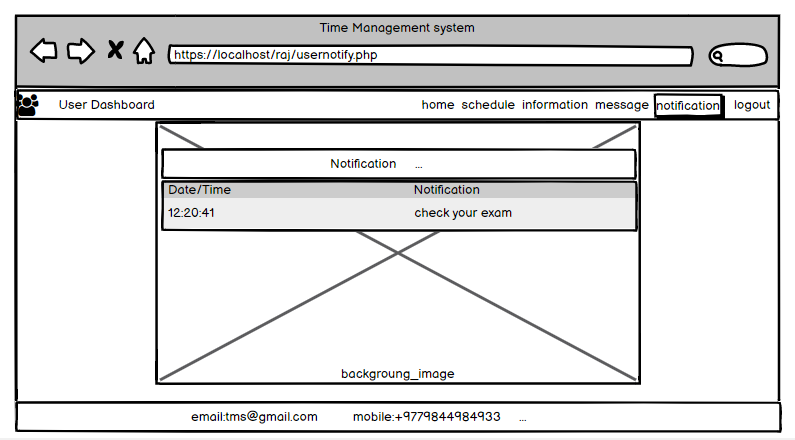 Time Management system
https://localhost/raj/usernotify.php
User Dashboard home schedule information message notification logout
Notification ...
Date/Time Notification
12:20:41 check your exam
backgroung_image
email:tms@gmail.com mobile:+9779844984933 ...